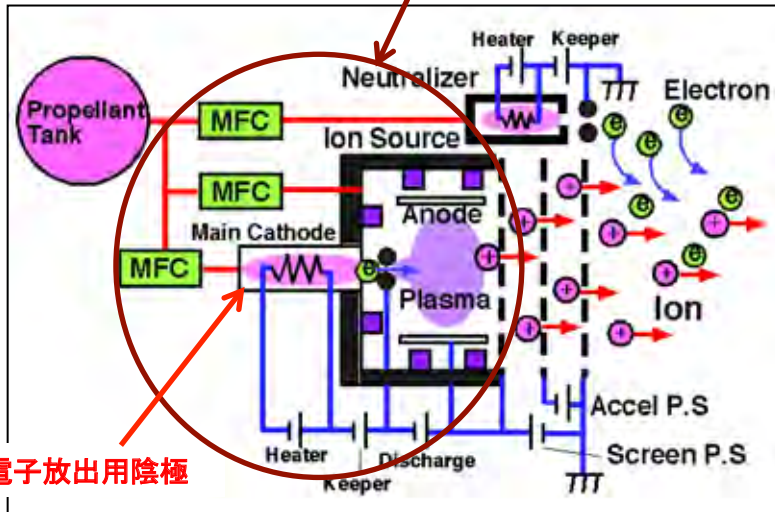 Heater Keeper
Neutralizer
Electron
Propellant
Tank
MFC
Ion Source
MFC
Anode
Main Cathode
MFC
e
Plasma
Ion
e
e
e
e
e
e
+
+
+
+
+
+
+
+
+
Accel P.S
Screen P.S
Heater
Keeper
Discharge
電子放出用陰極